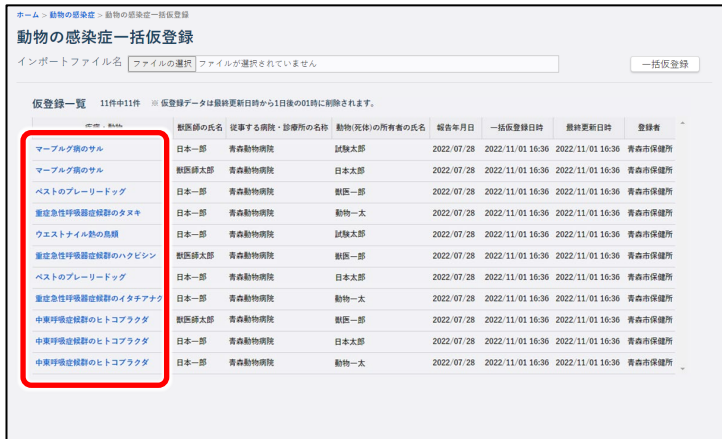 ホーム > 動物の感染症 > 動物の感染症一括仮登録
動物の感染症一括仮登録
インポートファイル名 ファイルの選択 ファイルが選択されていません 一括仮登録
仮登録一覧 11件中11件 ※仮登録データは最終更新日時から1日後の01時に削除されます。
疾病・動物 獣医師の氏名 従事する病院・診療所の名称 動物(死体)の所有者の氏名 報告年月日 一括仮登録日時 最終更新日時 登録者
マーブルグ病のサル 日本一郎 青森動物病院 試験太郎 2022/07/28 2022/11/01 16:36 2022/11/01 16:36 青森市保健所
マーブルグ病のサル 獣医師太郎 青森動物病院 日本太郎 2022/07/28 2022/11/01 16:36 2022/11/01 16:36 青森市保健所
ペストのプレーリードッグ 日本一郎 青森動物病院 獣医一郎 2022/07/28 2022/11/01 16:36 2022/11/01 16:36 青森市保健所
重症急性呼吸器症候群のタヌキ 日本一郎 青森動物病院 動物一太 2022/07/28 2022/11/01 16:36 2022/11/01 16:36 青森市保健所
ウエストナイル熱の鳥類 日本一郎 青森動物病院 試験太郎 2022/07/28 2022/11/01 16:36 2022/11/01 16:36 青森市保健所
重症急性呼吸器症候群のハクビシン 獣医師太郎 青森動物病院 獣医一郎 2022/07/28 2022/11/01 16:36 2022/11/01 16:36 青森市保健所
ペストのプレーリードッグ 日本一郎 青森動物病院 日本太郎 2022/07/28 2022/11/01 16:36 2022/11/01 16:36 青森市保健所
重症急性呼吸器症候群のイタチアナグ 日本一郎 青森動物病院 動物一太 2022/07/28 2022/11/01 16:36 2022/11/01 16:36 青森市保健所
中東呼吸症候群のヒトコブラクダ 獣医師太郎 青森動物病院 獣医一郎 2022/07/28 2022/11/01 16:36 2022/11/01 16:36 青森市保健所
中東呼吸症候群のヒトコブラクダ 日本一郎 青森動物病院 日本太郎 2022/07/28 2022/11/01 16:36 2022/11/01 16:36 青森市保健所
中東呼吸症候群のヒトコブラクダ 日本一郎 青森動物病院 動物一太 2022/07/28 2022/11/01 16:36 2022/11/01 16:36 青森市保健所